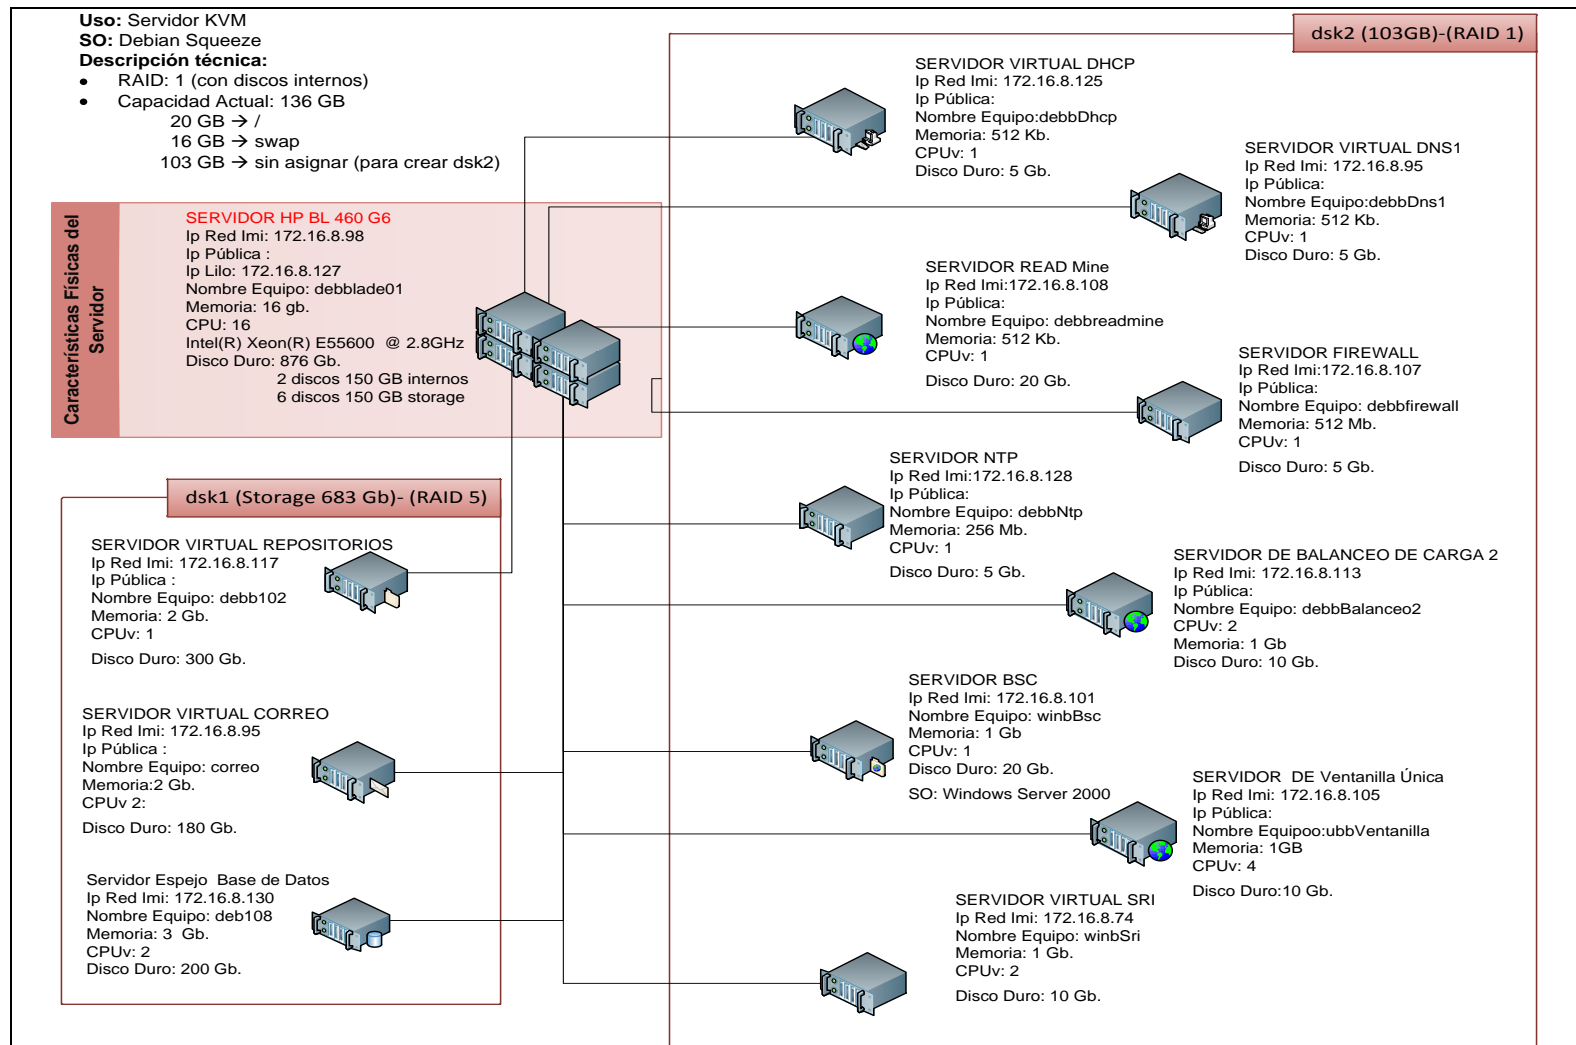 Uso: Servidor KVM
SO: Debian Squeeze
Descripción técnica:
• RAID: 1 (con discos internos)
• Capacidad Actual: 136 GB
20 GB → /
16 GB → swap
103 GB → sin asignar (para crear dsk2)
Características Físicas del
Servidor
SERVIDOR HP BL 460 G6
Ip Red Imi: 172.16.8.98
Ip Pública :
Ip Lilo: 172.16.8.127
Nombre Equipo: debblade01
Memoria: 16 gb.
CPU: 16
Intel(R) Xeon(R) E55600 @ 2.8GHz
Disco Duro: 876 Gb.
2 discos 150 GB internos
6 discos 150 GB storage
dsk1 (Storage 683 Gb)- (RAID 5)
SERVIDOR VIRTUAL REPOSITORIOS
Ip Red Imi: 172.16.8.117
Ip Pública :
Nombre Equipo: debb102
Memoria: 2 Gb.
CPUv: 1
Disco Duro: 300 Gb.
SERVIDOR VIRTUAL CORREO
Ip Red Imi: 172.16.8.95
Ip Pública :
Nombre Equipo: correo
Memoria:2 Gb.
CPUv 2:
Disco Duro: 180 Gb.
Servidor Espejo Base de Datos
Ip Red Imi: 172.16.8.130
Nombre Equipo: deb108
Memoria: 3 Gb.
CPUv: 2
Disco Duro: 200 Gb.
dsk2 (103GB)-(RAID 1)
SERVIDOR VIRTUAL DHCP
Ip Red Imi: 172.16.8.125
Ip Pública:
Nombre Equipo:debbDhcp
Memoria: 512 Kb.
CPUv: 1
Disco Duro: 5 Gb.
SERVIDOR VIRTUAL DNS1
Ip Red Imi: 172.16.8.95
Ip Pública:
Nombre Equipo:debbDns1
Memoria: 512 Kb.
CPUv: 1
Disco Duro: 5 Gb.
SERVIDOR READ Mine
Ip Red Imi:172.16.8.108
Ip Pública:
Nombre Equipo: debbreadmine
Memoria: 512 Kb.
CPUv: 1
Disco Duro: 20 Gb.
SERVIDOR FIREWALL
Ip Red Imi:172.16.8.107
Ip Pública:
Nombre Equipo: debbfirewall
Memoria: 512 Mb.
CPUv: 1
Disco Duro: 5 Gb.
SERVIDOR NTP
Ip Red Imi:172.16.8.128
Ip Pública:
Nombre Equipo: debbNtp
Memoria: 256 Mb.
CPUv: 1
Disco Duro: 5 Gb.
SERVIDOR DE BALANCEO DE CARGA 2
Ip Red Imi: 172.16.8.113
Ip Pública:
Nombre Equipo: debbBalanceo2
CPUv: 2
Memoria: 1 Gb
Disco Duro: 10 Gb.
SERVIDOR BSC
Ip Red Imi: 172.16.8.101
Nombre Equipo: winbBsc
Memoria: 1 Gb
CPUv: 1
Disco Duro: 20 Gb.
SO: Windows Server 2000
SERVIDOR DE Ventanilla Única
Ip Red Imi: 172.16.8.105
Ip Pública:
Nombre Equipoo:ubbVentanilla
Memoria: 1GB
CPUv: 4
Disco Duro:10 Gb.
SERVIDOR VIRTUAL SRI
Ip Red Imi: 172.16.8.74
Nombre Equipo: winbSri
Memoria: 1 Gb.
CPUv: 2
Disco Duro: 10 Gb.